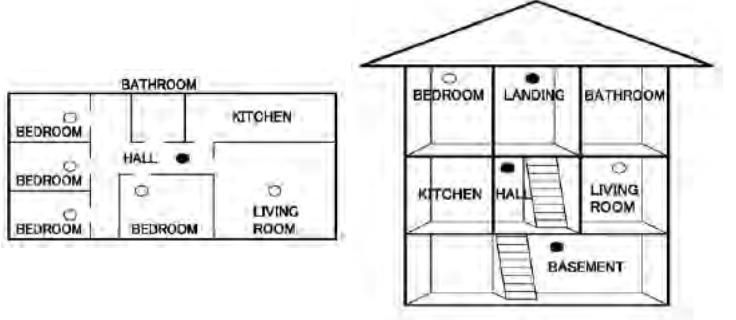 BATHROOM
KITCHEN
BEDROOM
HALL
BEDROOM
LIVING
ROOM
BEDROOM
BEDROOM
BEDROOM
LANDING
BATHROOM
KITCHEN
HALL
LIVING
ROOM
BASEMENT